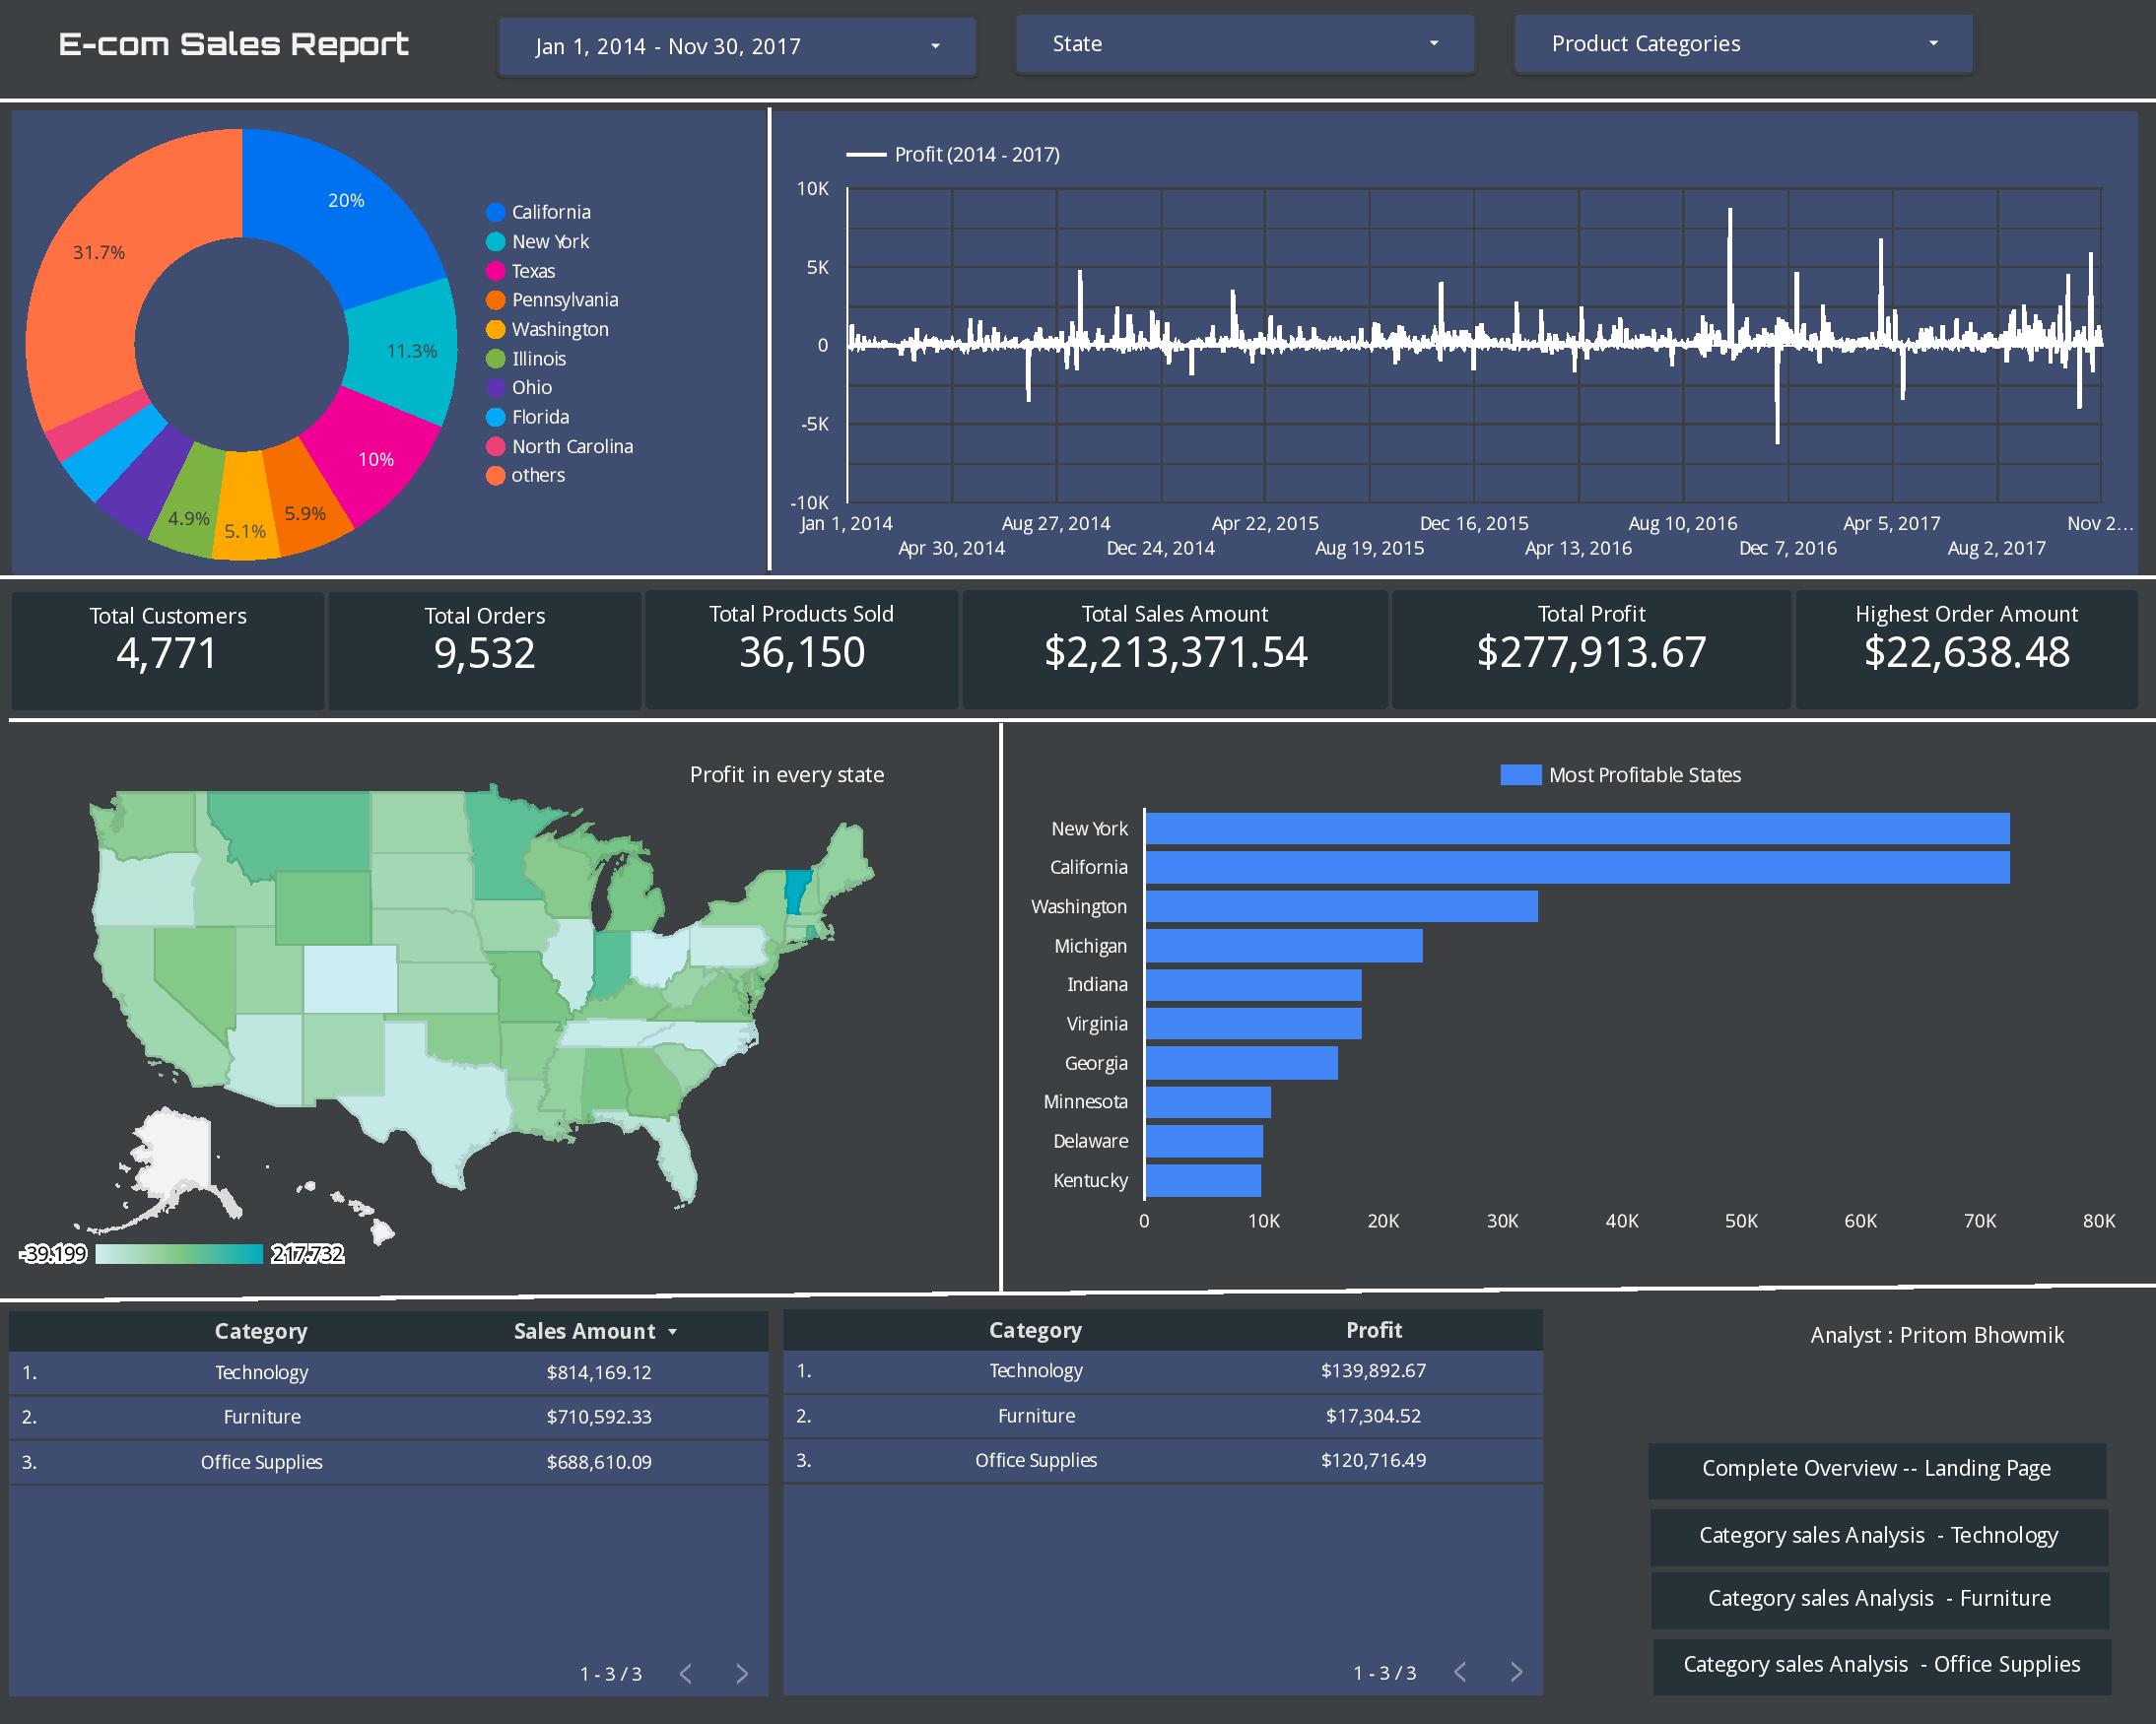 E-com Sales Report
Jan 1, 2014 - Nov 30, 2017
State
Product Categories
20%
11.3%
10%
5.9%
5.1%
4.9%
31.7%
California
New York
Texas
Pennsylvania
Washington
Illinois
Ohio
Florida
North Carolina
others
Profit (2014 - 2017)
10K
5K
0
-5K
-10K
Jan 1, 2014
Apr 30, 2014
Aug 27, 2014
Dec 24, 2014
Apr 22, 2015
Aug 19, 2015
Dec 16, 2015
Apr 13, 2016
Aug 10, 2016
Dec 7, 2016
Apr 5, 2017
Aug 2, 2017
Nov 2…
Total Customers
4,771
Total Orders
9,532
Total Products Sold
36,150
Total Sales Amount
$2,213,371.54
Total Profit
$277,913.67
Highest Order Amount
$22,638.48
Profit in every state
-39.199
217.732
Most Profitable States
New York
California
Washington
Michigan
Indiana
Virginia
Georgia
Minnesota
Delaware
Kentucky
0 10K 20K 30K 40K 50K 60K 70K 80K
Category Sales Amount
1. Technology $814,169.12
2. Furniture $710,592.33
3. Office Supplies $688,610.09
1 - 3 / 3
Category Profit
1. Technology $139,892.67
2. Furniture $17,304.52
3. Office Supplies $120,716.49
1 - 3 / 3
Analyst : Pritom Bhowmik
Complete Overview -- Landing Page
Category sales Analysis - Technology
Category sales Analysis - Furniture
Category sales Analysis - Office Supplies